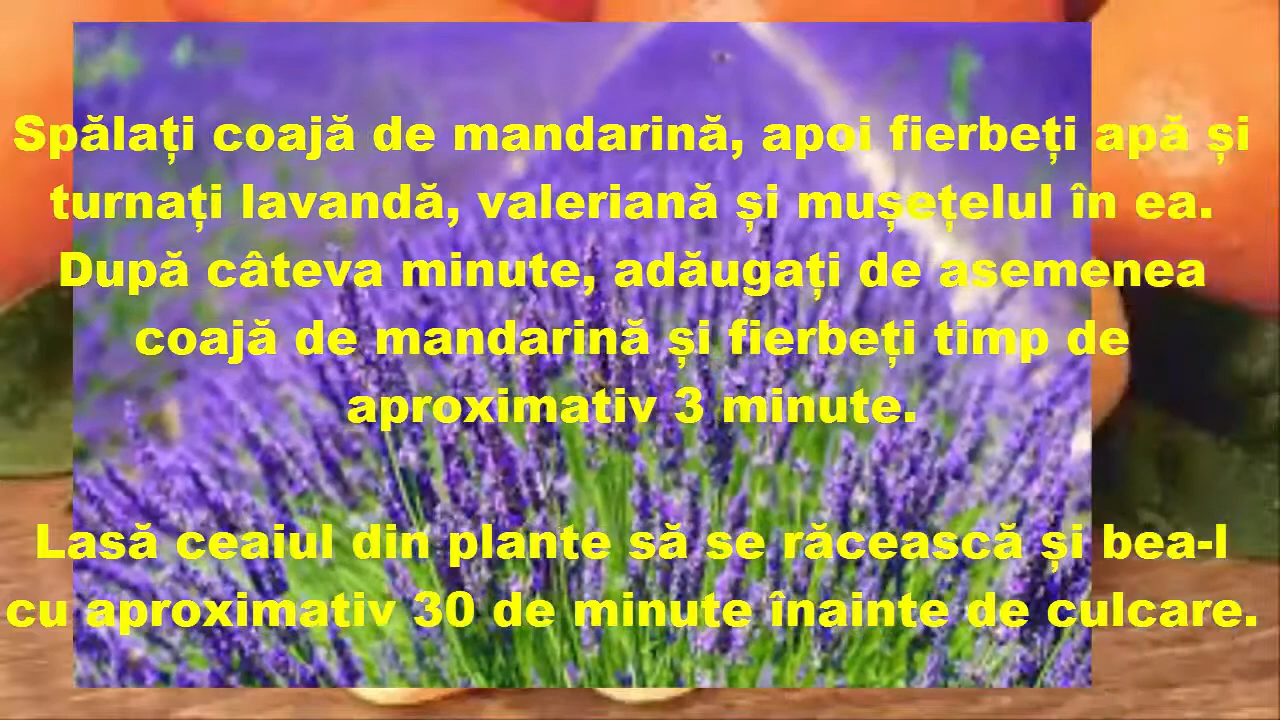 Spălați coajă de mandarină, apoi fierbeți apă și
turnați lavandă, valeriană și mușețelul în ea.
După câteva minute, adăugați de asemenea
coajă de mandarină și fierbeți timp de
aproximativ 3 minute.
Lasă ceaiul din plante să se răcească și bea-l
cu aproximativ 30 de minute înainte de culcare.